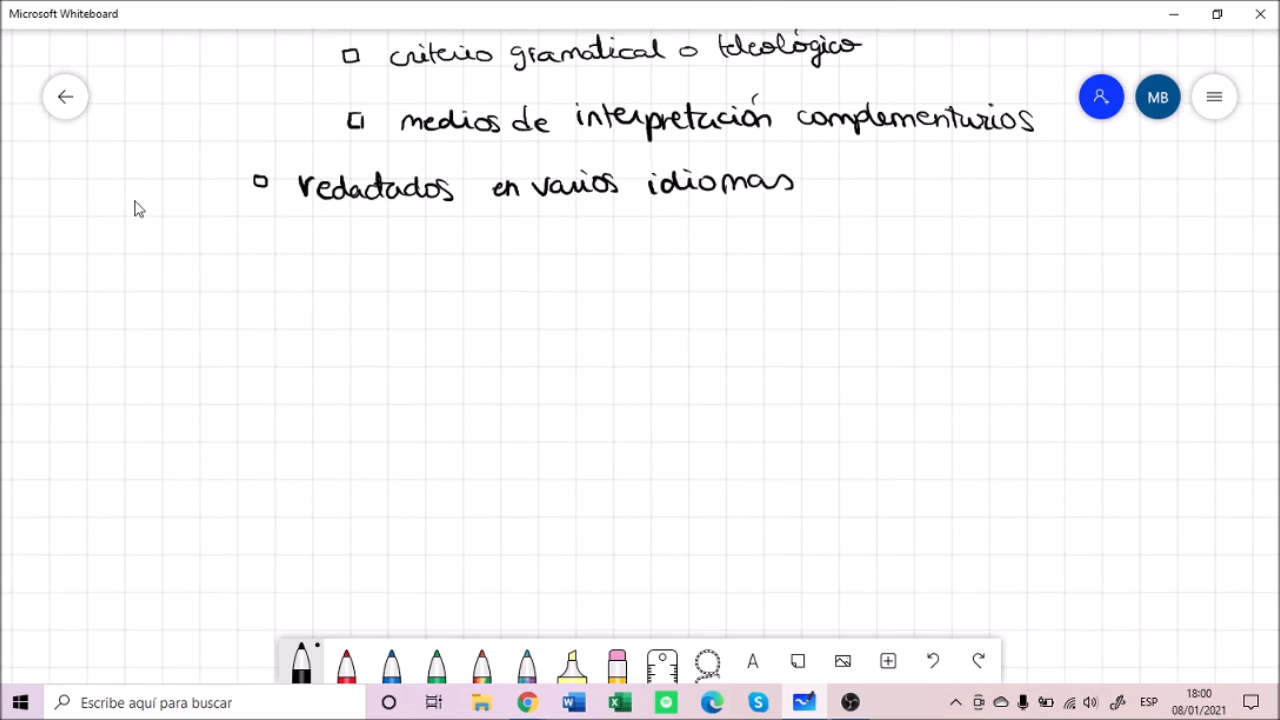 Microsoft Whiteboard
criterio gramatical o teleológico
medios de interpretación complementarios
redactados en varios idiomas
MB
A
Escribe aquí para buscar
ESP
18:00
08/01/2021